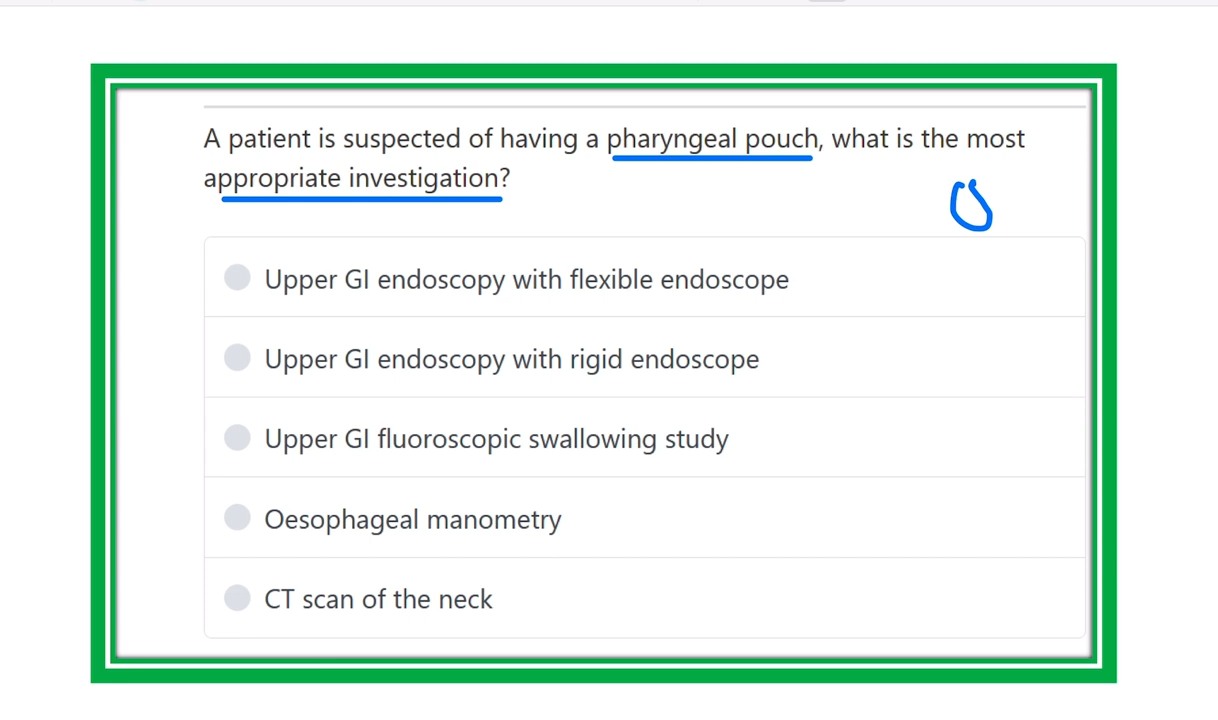 A patient is suspected of having a pharyngeal pouch, what is the most
appropriate investigation?
Upper GI endoscopy with flexible endoscope
Upper GI endoscopy with rigid endoscope
Upper GI fluoroscopic swallowing study
Oesophageal manometry
CT scan of the neck